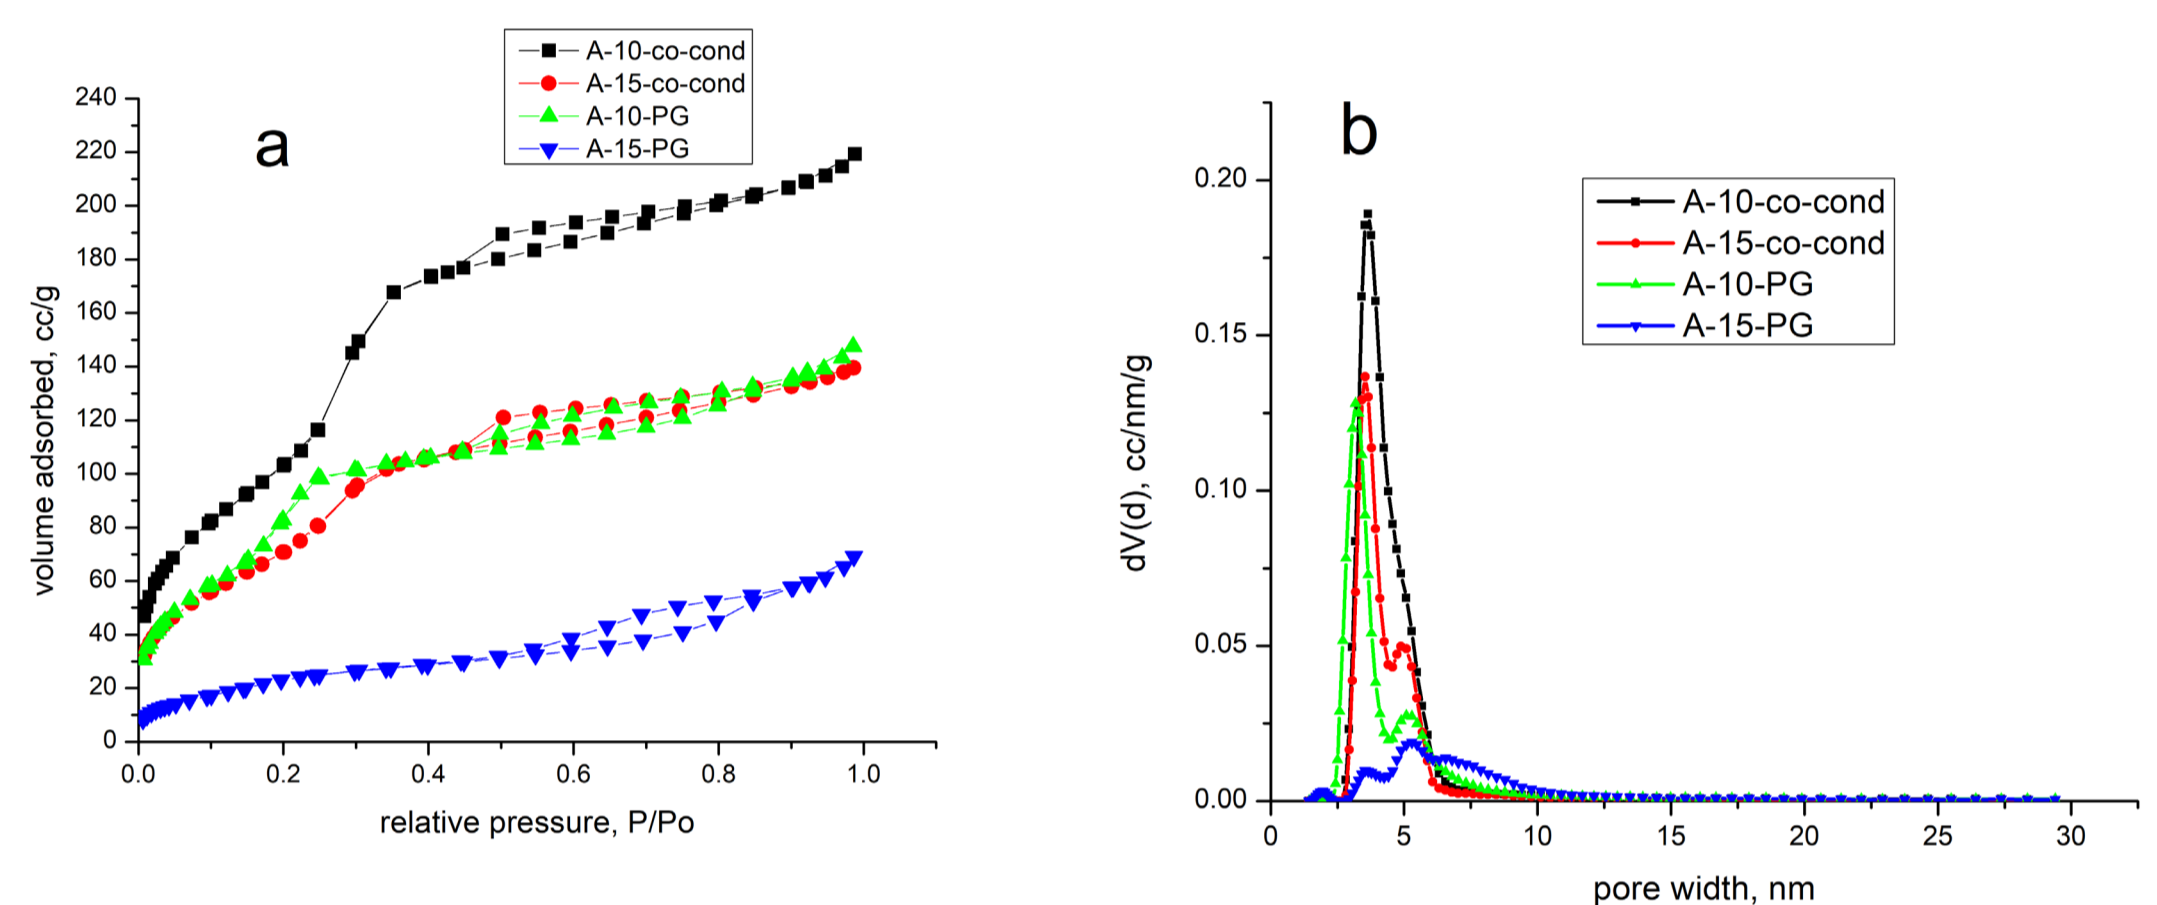 A-10-co-cond
A-15-co-cond
A-10-PG
A-15-PG
a
240
220
200
180
160
140
120
100
80
60
40
20
0
0.0 0.2 0.4 0.6 0.8 1.0
volume adsorbed, cc/g
relative pressure, P/Po
b
A-10-co-cond
A-15-co-cond
A-10-PG
A-15-PG
0.20
0.15
0.10
0.05
0.00
0 5 10 15 20 25 30
dV(d), cc/nm/g
pore width, nm